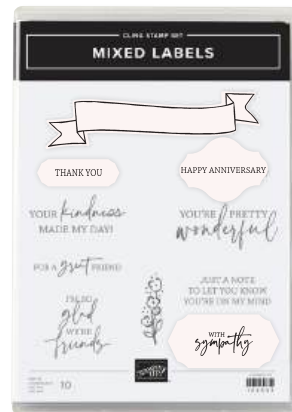 CLING STAMP SET
MIXED LABELS
THANK YOU
HAPPY ANNIVERSARY
YOUR kindness
MADE MY DAY!
YOU'RE PRETTY
wonderful
FOR A great FRIEND
JUST A NOTE
TO LET YOU KNOW
YOU'RE ON MY MIND
I'M SO
glad
WE'RE
friends
WITH
sympathy
10